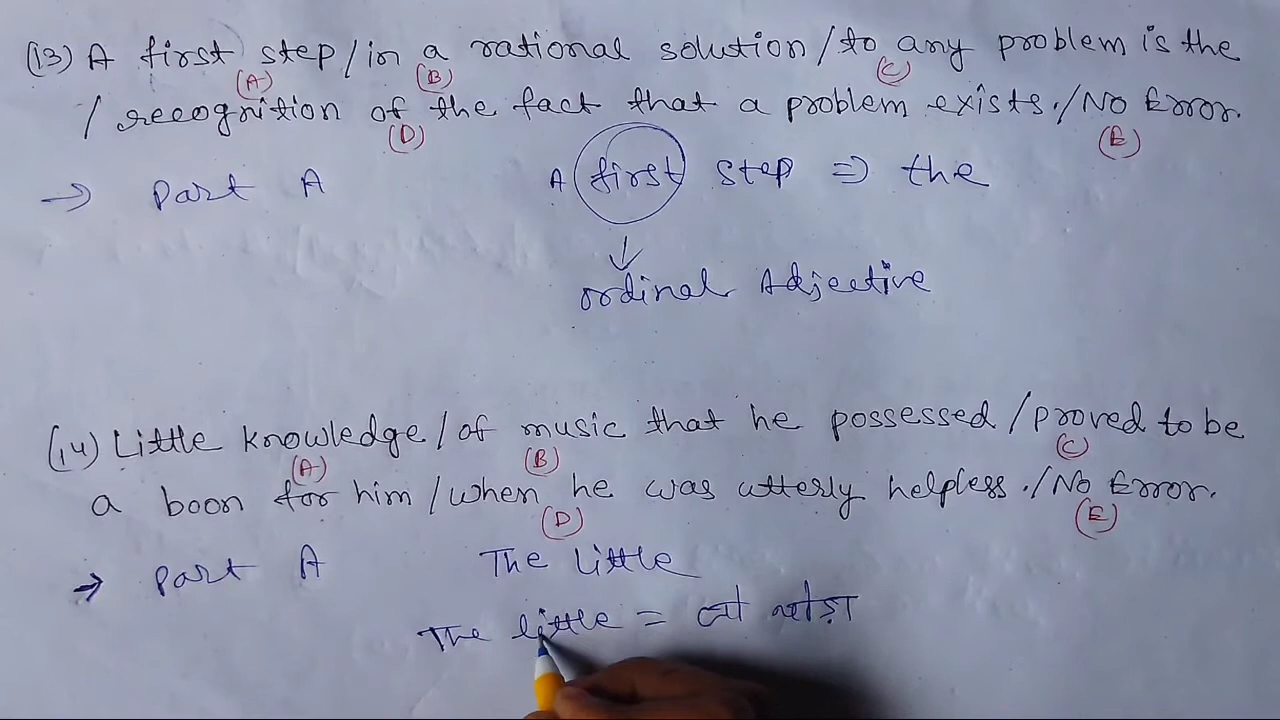 (13) A first step/in a rational solution/to any problem is the
(A) (B) (C)
/recognition of the fact that a problem exists./No Error.
(D) (E)
→ Part A A first step ⇒ the
↓
ordinal Adjective
(14) Little knowledge/of music that he possessed/proved to be
(A) (B) (C)
a boon for him/when he was utterly helpless./No Error.
(D) (E)
→ Part A The little
The little =